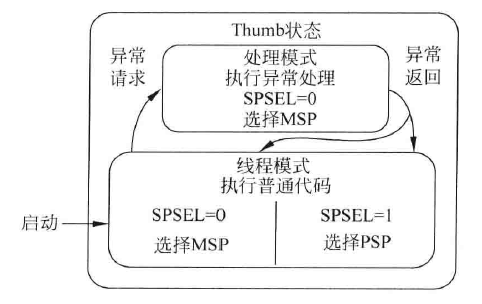 Thumb状态
异常
请求
处理模式
执行异常处理
SPSEL=0
选择MSP
异常
返回
线程模式
执行普通代码
启动
SPSEL=0
选择MSP
SPSEL=1
选择PSP